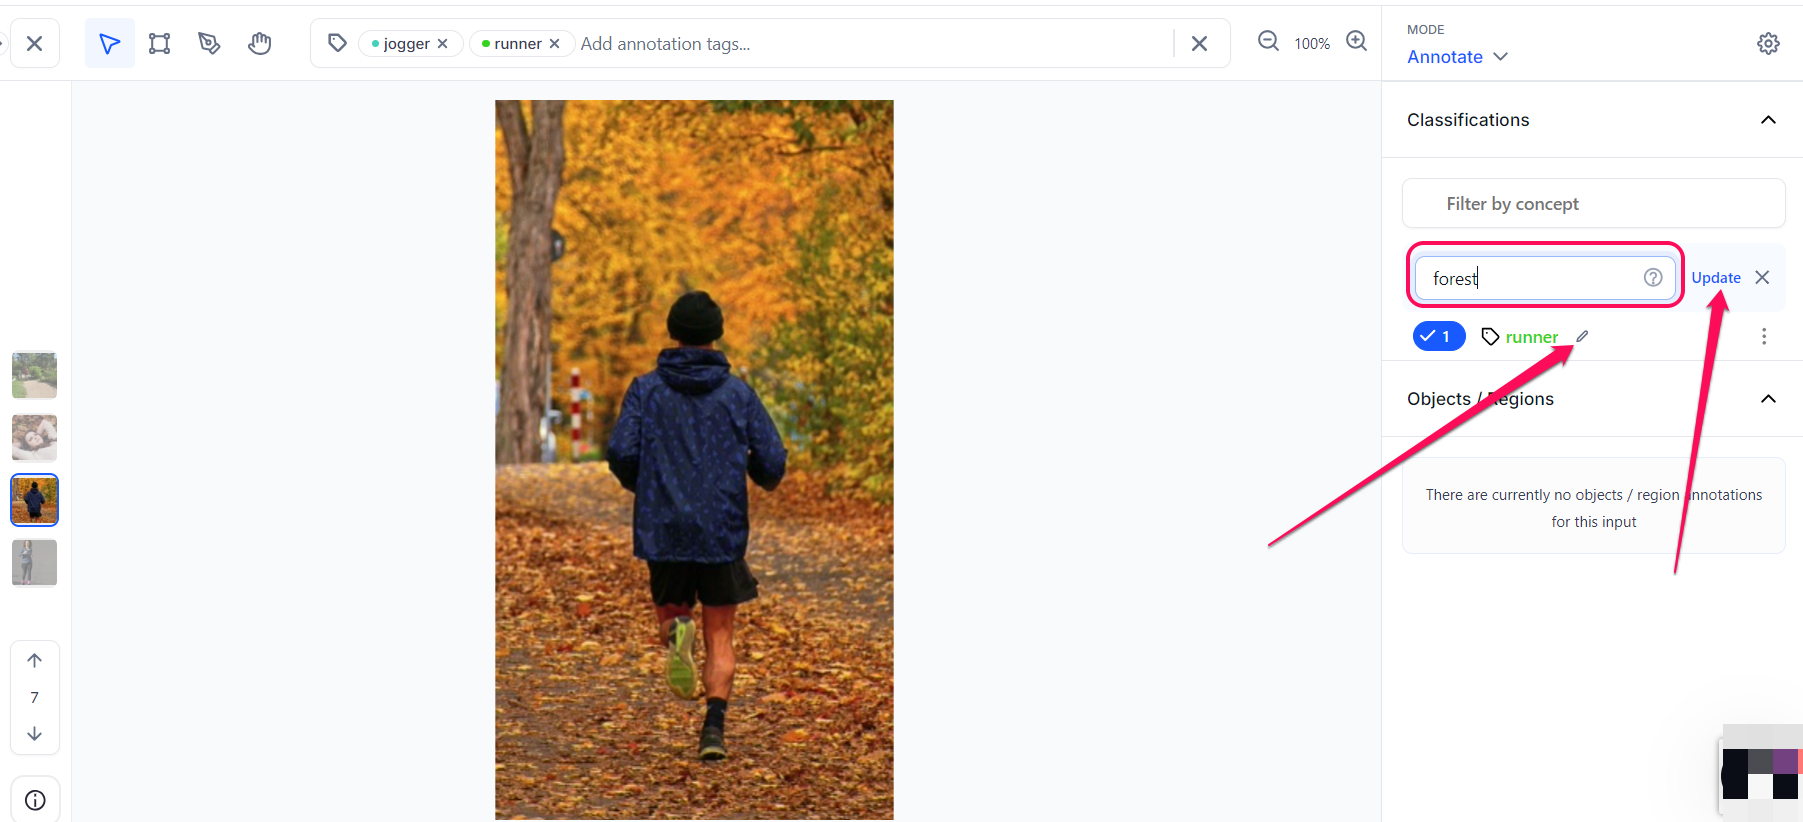 jogger
runner
Add annotation tags...
100%
MODE
Annotate
Classifications
Filter by concept
forest
Update
1
runner
Objects / Regions
There are currently no objects / region annotations
for this input
7